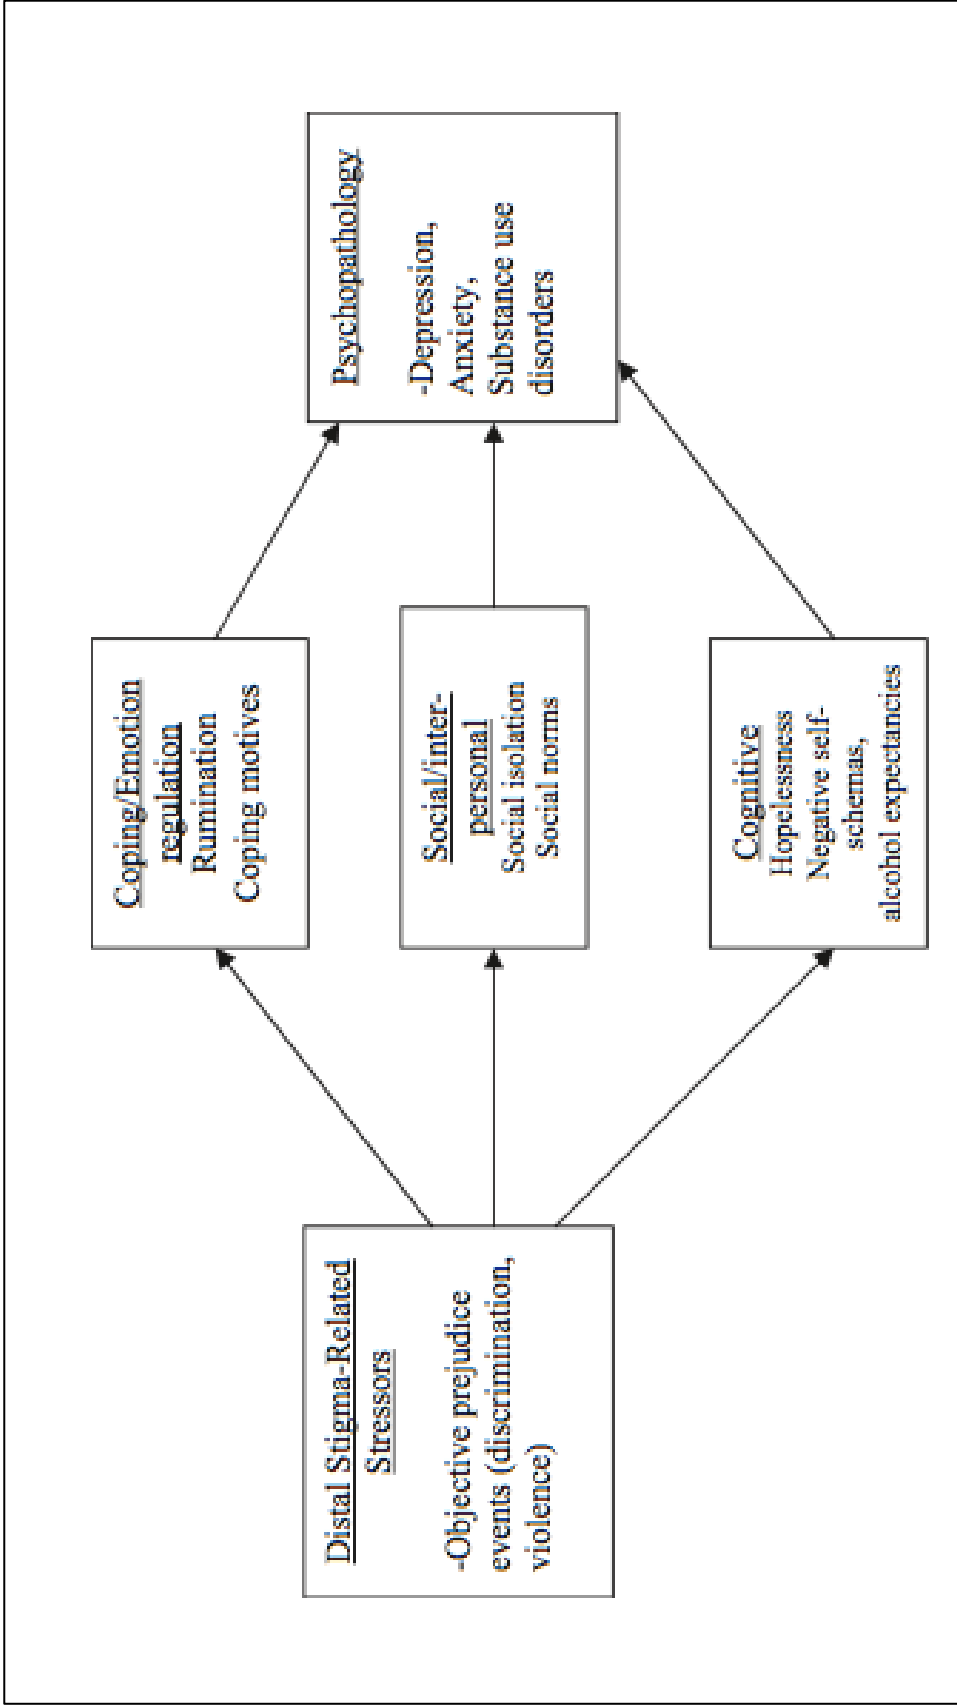 Distal Stigma-Related
Stressors
-Objective prejudice
events (discrimination,
violence)
Coping/Emotion
regulation
Rumination
Coping motives
Social/inter-
personal
Social isolation
Social norms
Cognitive
Hopelessness
Negative self-
schemas,
alcohol expectancies
Psychopathology
-Depression,
Anxiety,
Substance use
disorders